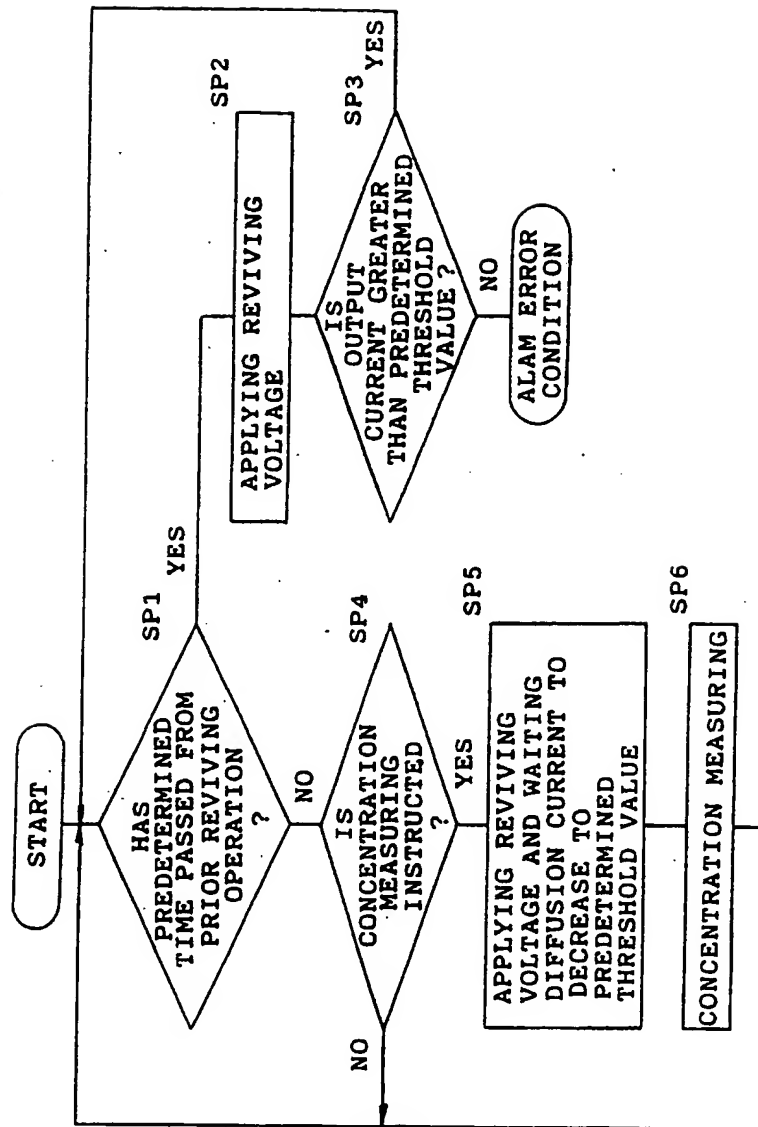 START
SP1
HAS
PREDETERMINED
TIME PASSED FROM
PRIOR REVIVING
OPERATION
?
YES
NO
SP2
APPLYING REVIVING
VOLTAGE
SP3
IS
OUTPUT
CURRENT GREATER
THAN PREDETERMINED
THRESHOLD
VALUE?
YES
NO
ALAM ERROR
CONDITION
SP4
IS
CONCENTRATION
MEASURING
INSTRUCTED
?
NO
YES
SP5
APPLYING REVIVING
VOLTAGE AND WAITING
DIFFUSION CURRENT TO
DECREASE TO
PREDETERMINED
THRESHOLD VALUE
SP6
CONCENTRATION MEASURING